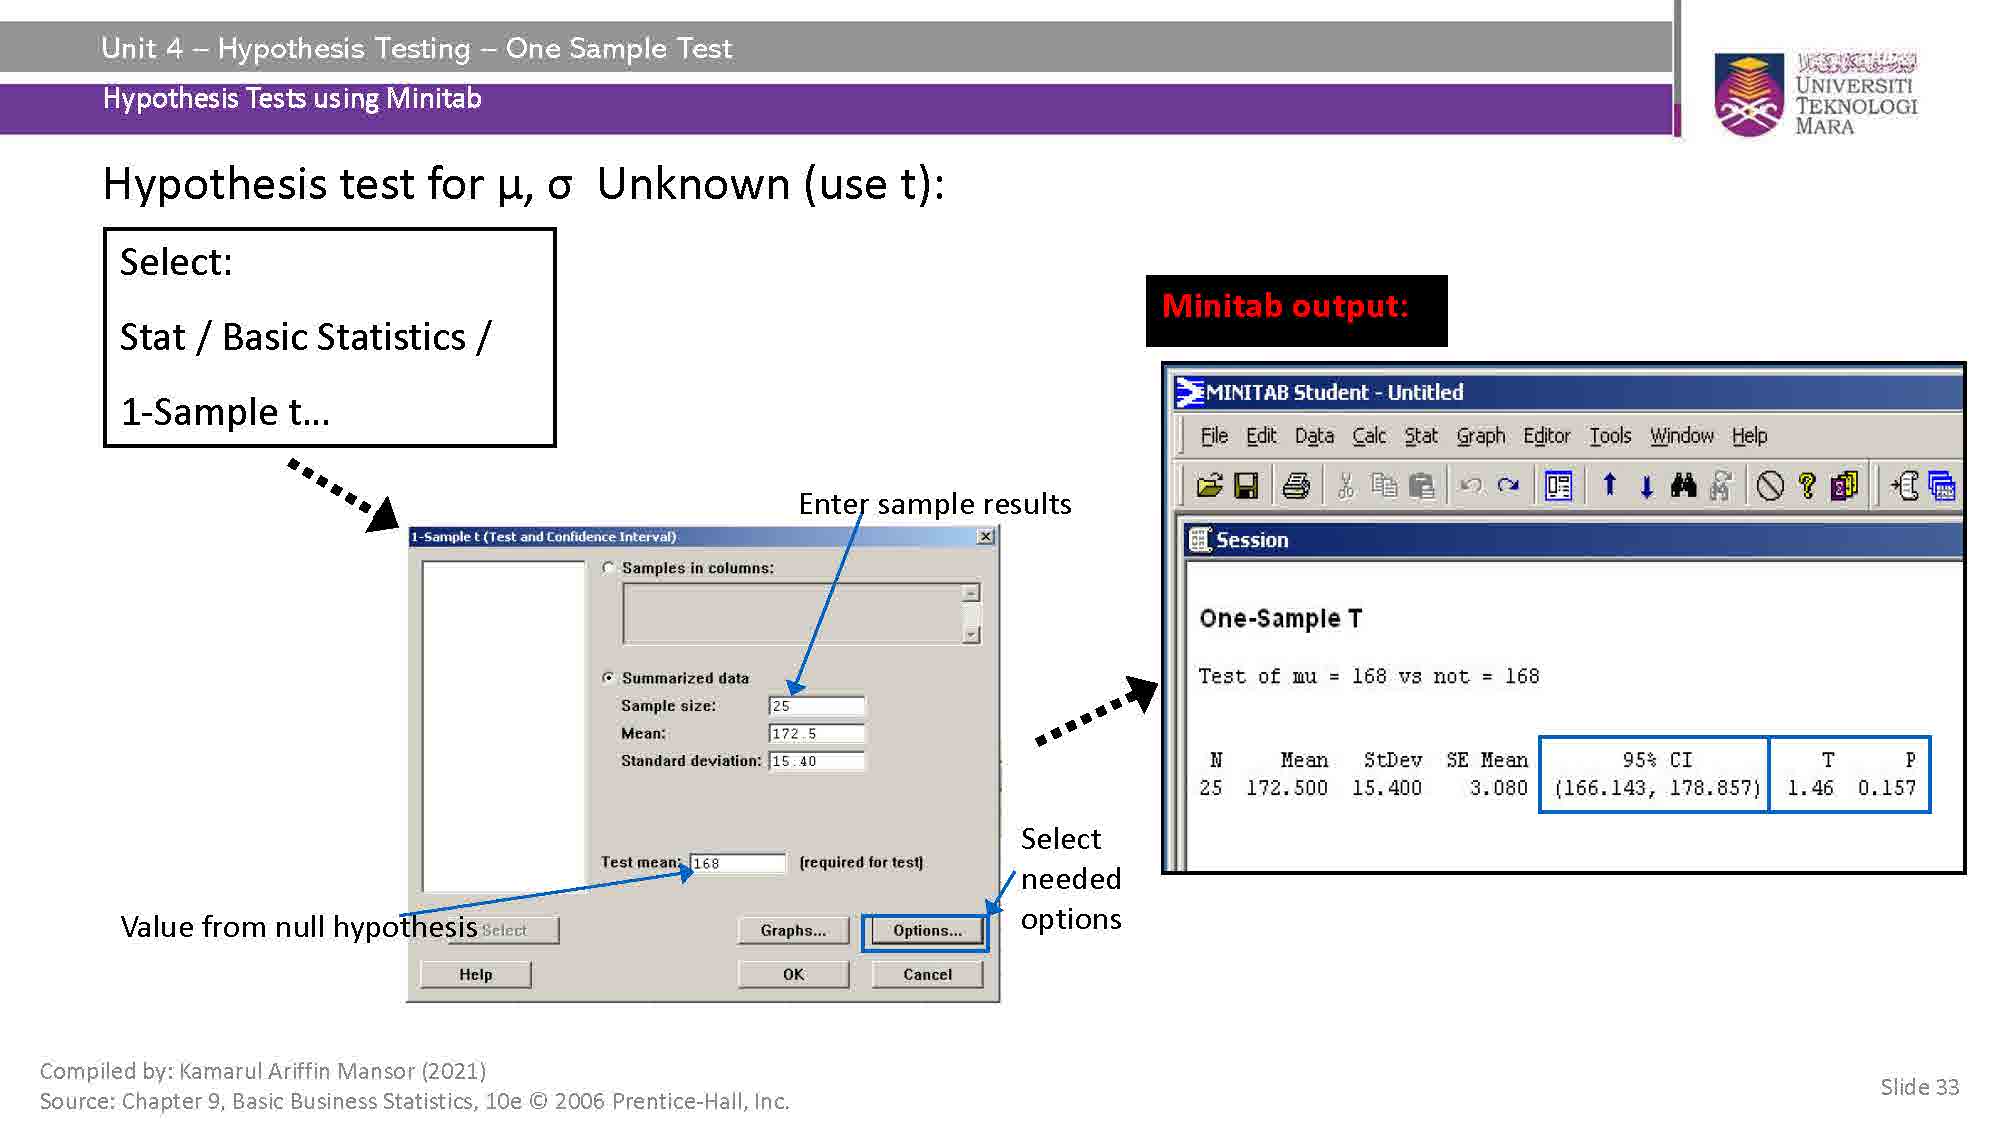 Unit 4 – Hypothesis Testing – One Sample Test
Hypothesis Tests using Minitab
UNIVERSITI
TEKNOLOGI
MARA
Hypothesis test for μ, σ Unknown (use t):
Select:
Stat / Basic Statistics /
1-Sample t...
Enter sample results
1-Sample t (Test and Confidence Interval)
Samples in columns:
Summarized data
Sample size: 25
Mean: 172.5
Standard deviation: 15.40
Test mean: 168 (required for test)
Value from null hypothesis
Select
Graphs...
Options...
Help
OK
Cancel
Select
needed
options
Minitab output:
MINITAB Student - Untitled
File Edit Data Calc Stat Graph Editor Tools Window Help
Session
One-Sample T
Test of mu = 168 vs not = 168
N Mean StDev SE Mean 95% CI T P
25 172.500 15.400 3.080 (166.143, 178.857) 1.46 0.157
Compiled by: Kamarul Ariffin Mansor (2021)
Source: Chapter 9, Basic Business Statistics, 10e © 2006 Prentice-Hall, Inc.
Slide 33